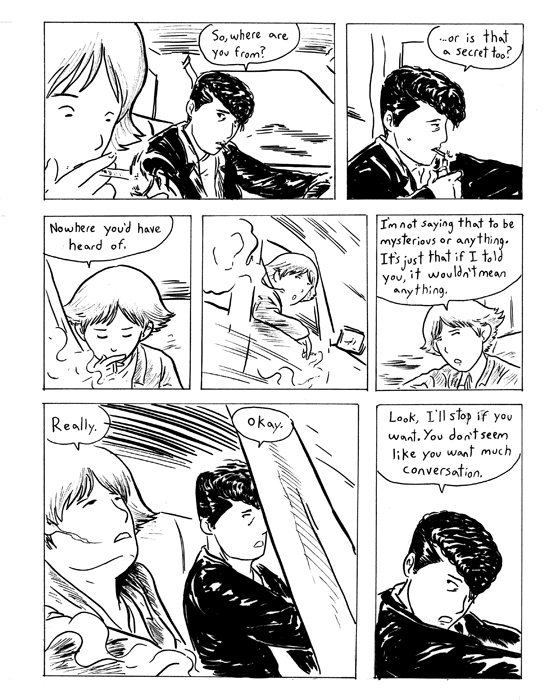 So, where are
you from?
...or is that
a secret too?
Nowhere you'd have
heard of.
I'm not saying that to be
mysterious or anything.
It's just that if I told
you, it wouldn't mean
anything.
Really.
Okay.
Look, I'll stop if you
want. You don't seem
like you want much
conversation.